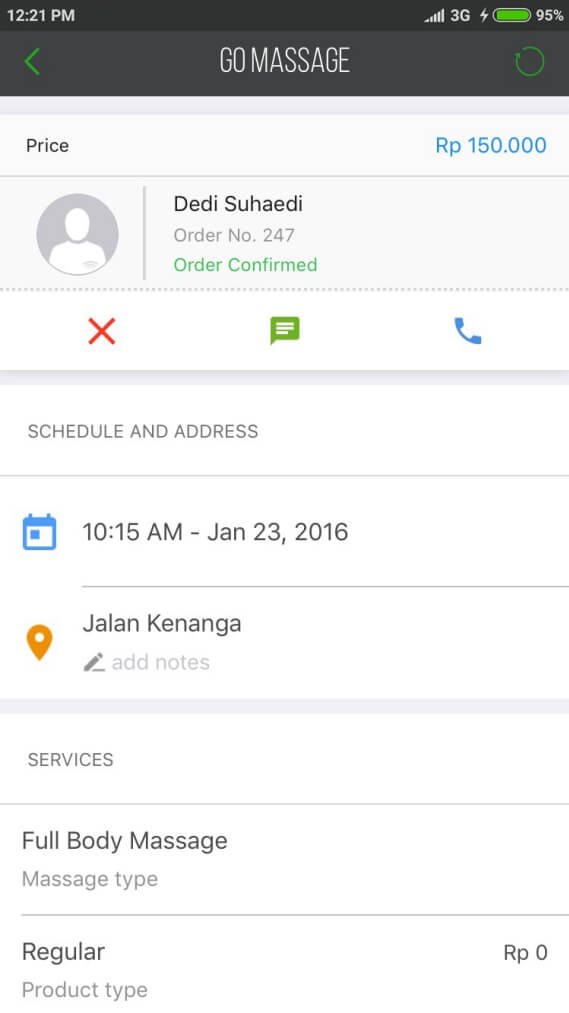 12:21 PM 3G 95%
GO MASSAGE
Price Rp 150.000
Dedi Suhaedi
Order No. 247
Order Confirmed
SCHEDULE AND ADDRESS
10:15 AM - Jan 23, 2016
Jalan Kenanga
add notes
SERVICES
Full Body Massage
Massage type
Regular Rp 0
Product type